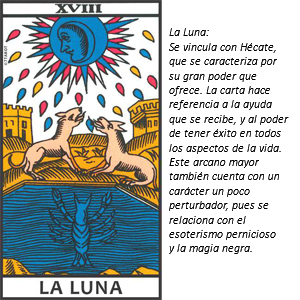 XVIII
LA LUNA
La Luna:
Se vincula con Hécate,
que se caracteriza por
su gran poder que
ofrece. La carta hace
referencia a la ayuda
que se recibe, y al poder
de tener éxito en todos
los aspectos de la vida.
Este arcano mayor
también cuenta con un
carácter un poco
perturbador, pues se
relaciona con el
esoterismo pernicioso
y la magia negra.